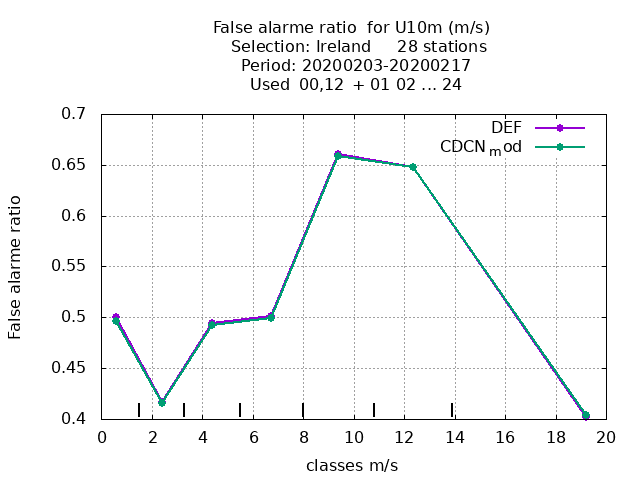 False alarme ratio  for U10m (m/s)
Selection: Ireland     28 stations
Period: 20200203-20200217
Used  00,12  + 01 02 ... 24
DEF
CDCN_mod
False alarme ratio
0.7
0.65
0.6
0.55
0.5
0.45
0.4
0 2 4 6 8 10 12 14 16 18 20
classes m/s